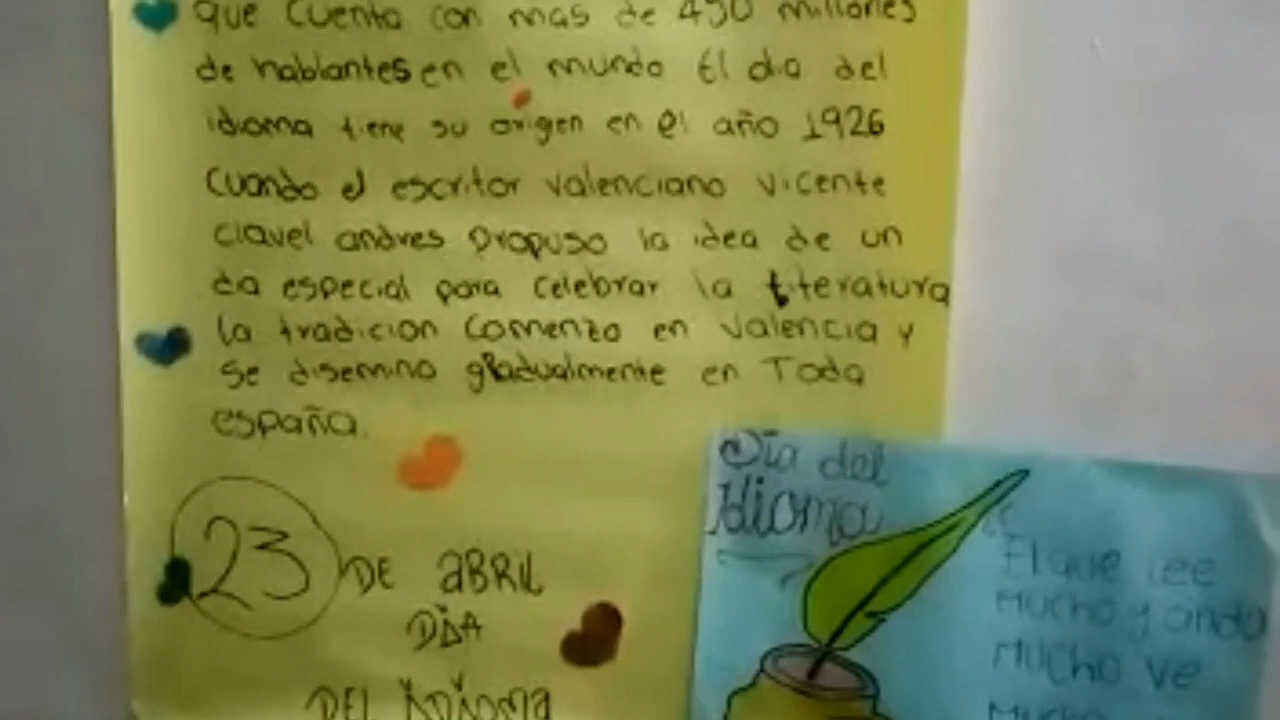 que cuenta con mas de 450 millones
de hablantes en el mundo El dia del
idioma tiene su origen en el año 1926
Cuando el escritor valenciano vicente
clavel andres propuso la idea de un
da especial para celebrar la literatura
la tradicion comenzo en valencia y
se disemino gradualmente en Toda
españa.
23 DE aBRIL
DiA
DEL iDioma
Dia del
Idioma
"El que lee
Mucho y anda
Mucho ve
Mucho